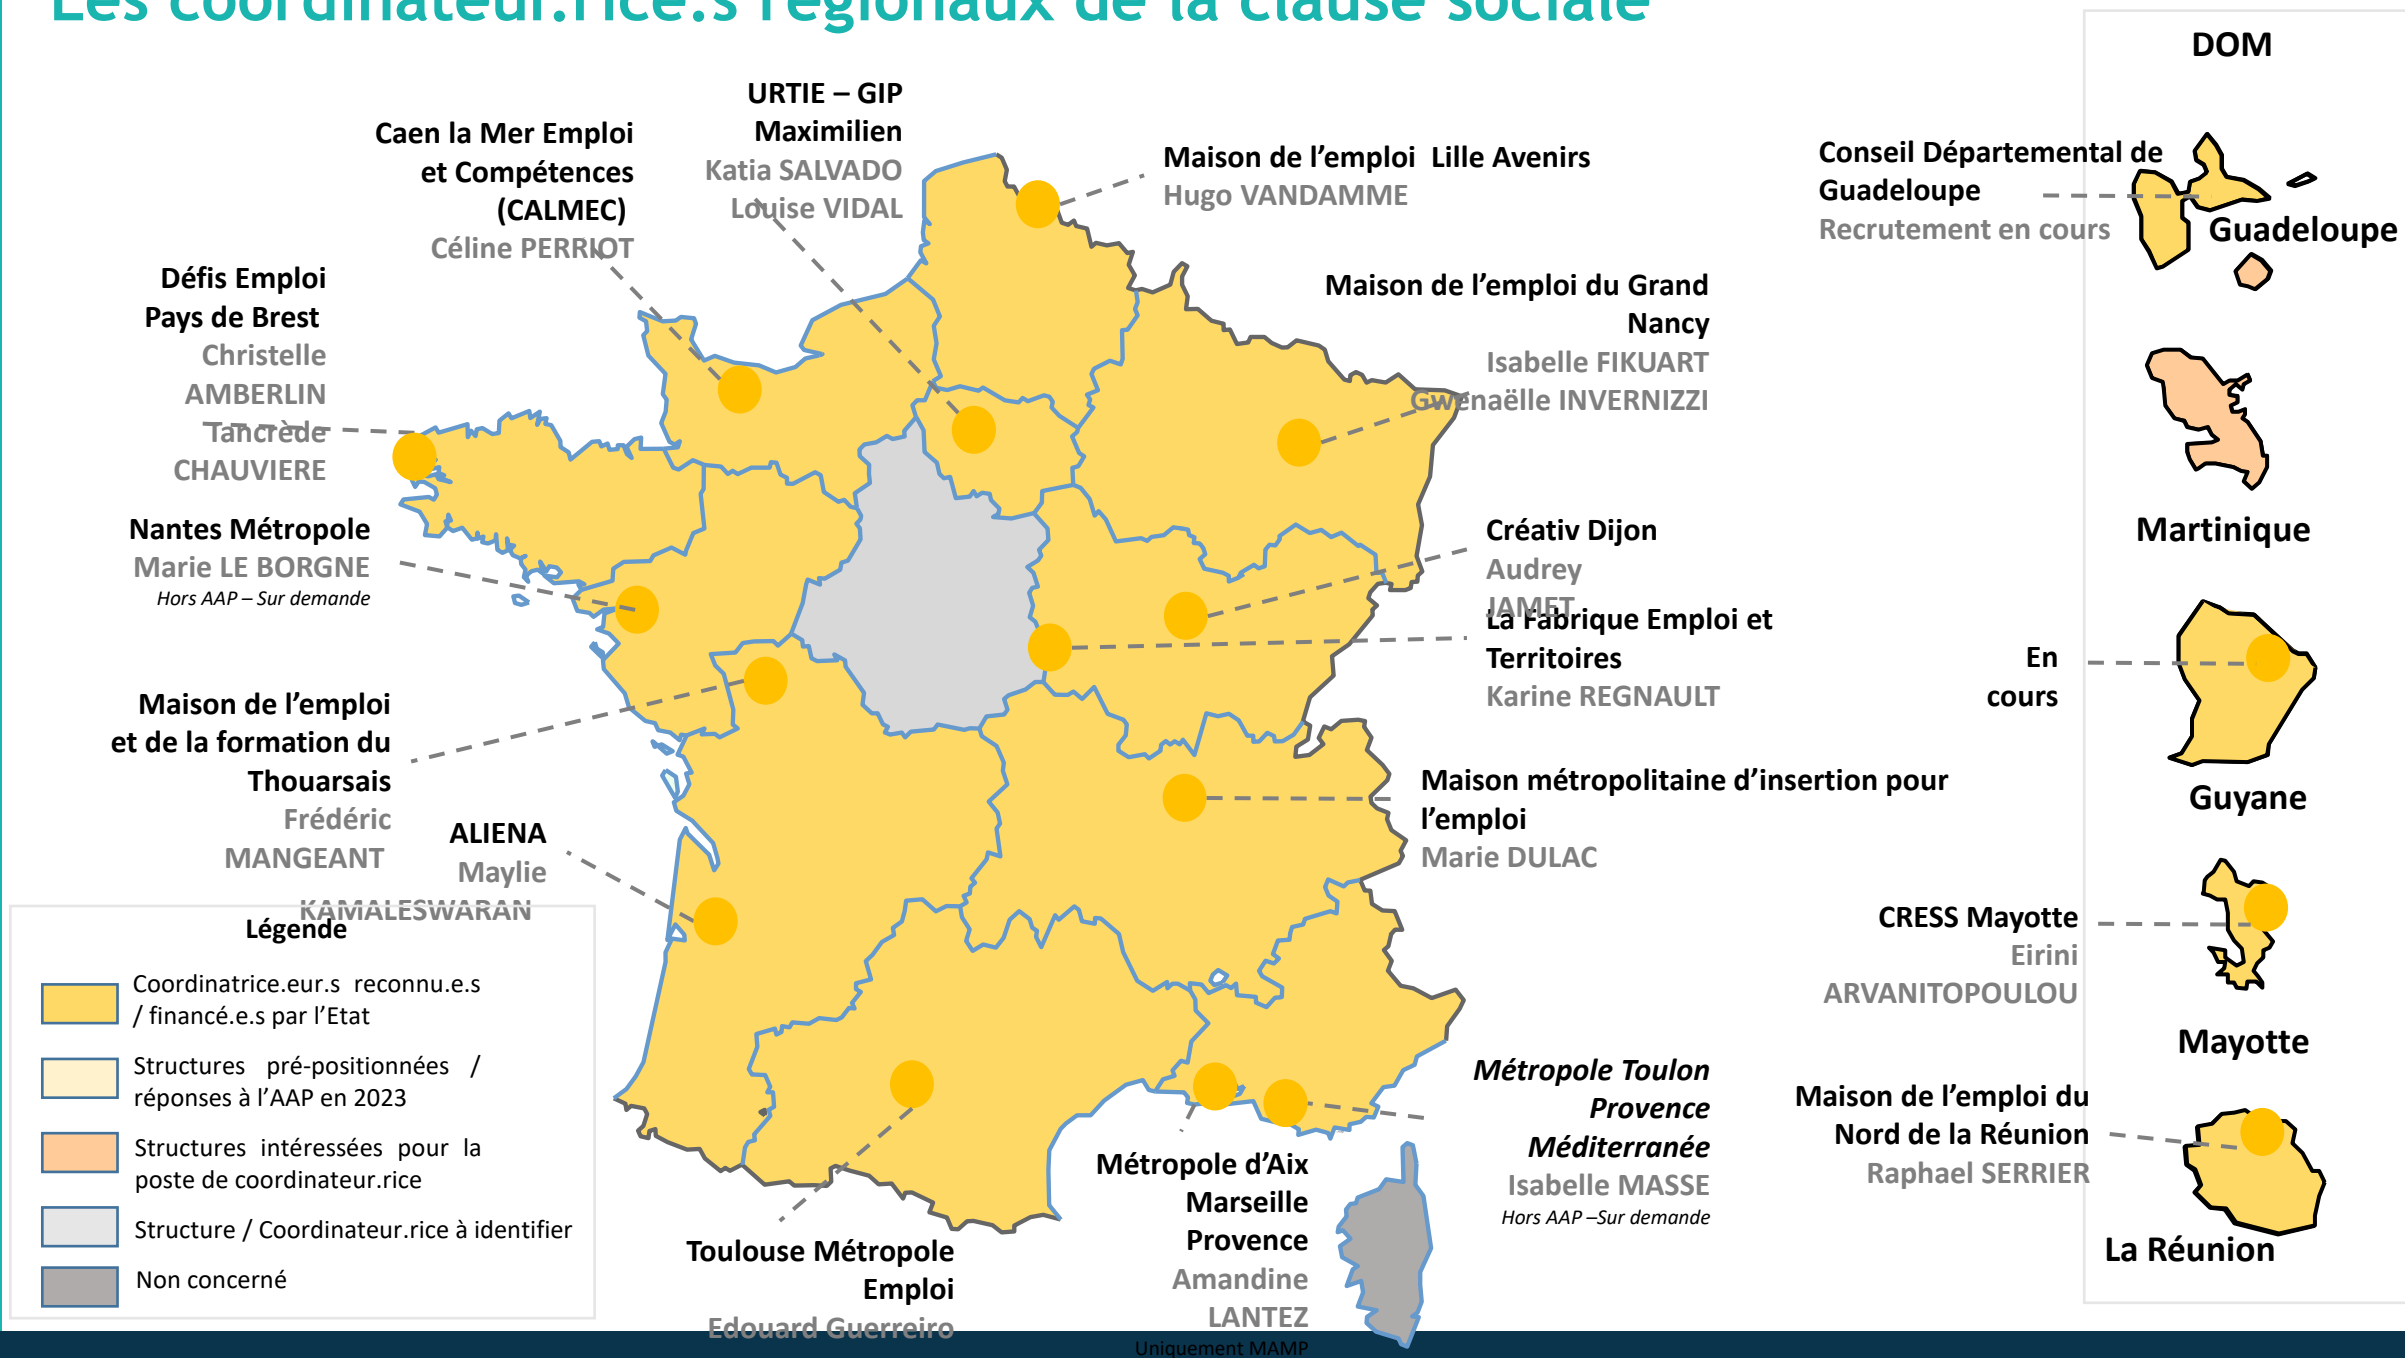 Les coordinateur.rice.s régionaux de la clause sociale
DOM
URTIE – GIP
Maximilien
Katia SALVADO
Louise VIDAL
Caen la Mer Emploi
et Compétences
(CALMEC)
Céline PERRIOT
Maison de l’emploi Lille Avenirs
Hugo VANDAMME
Conseil Départemental de
Guadeloupe
Recrutement en cours
Guadeloupe
Défis Emploi
Pays de Brest
Christelle
AMBERLIN
Tancrède
CHAUVIERE
Maison de l’emploi du Grand
Nancy
Isabelle FIKUART
Gwenaëlle INVERNIZZI
Nantes Métropole
Marie LE BORGNE
Hors AAP – Sur demande
Créativ Dijon
Audrey
JAMET
La Fabrique Emploi et
Territoires
Karine REGNAULT
Martinique
En
cours
Guyane
Maison de l’emploi
et de la formation du
Thouarsais
Frédéric
MANGEANT
ALIENA
Maylie
KAMALESWARAN
Maison métropolitaine d’insertion pour
l’emploi
Marie DULAC
CRESS Mayotte
Eirini
ARVANITOPOULOU
Mayotte
Légende
Coordinatrice.eur.s reconnu.e.s
/ financé.e.s par l’Etat
Structures pré-positionnées /
réponses à l’AAP en 2023
Structures intéressées pour la
poste de coordinateur.rice
Structure / Coordinateur.rice à identifier
Non concerné
Toulouse Métropole
Emploi
Edouard Guerreiro
Métropole d’Aix
Marseille
Provence
Amandine
LANTEZ
Uniquement MAMP
Métropole Toulon
Provence
Méditerranée
Isabelle MASSE
Hors AAP –Sur demande
Maison de l’emploi du
Nord de la Réunion
Raphael SERRIER
La Réunion